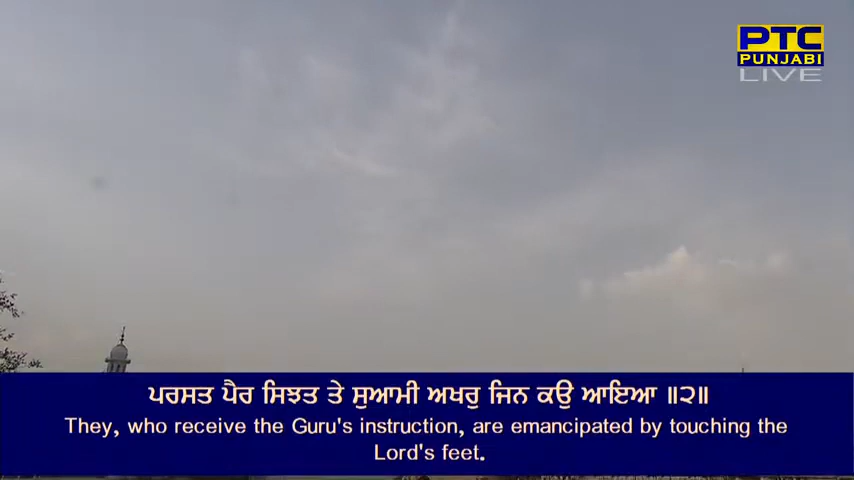 PTC
PUNJABI
LIVE
ਪਰਸਤ ਪੈਰ ਸਿਝਤ ਤੇ ਸੁਆਮੀ ਅਖਰੁ ਜਿਨ ਕਉ ਆਇਆ ॥੨॥
They, who receive the Guru's instruction, are emancipated by touching the
Lord's feet.